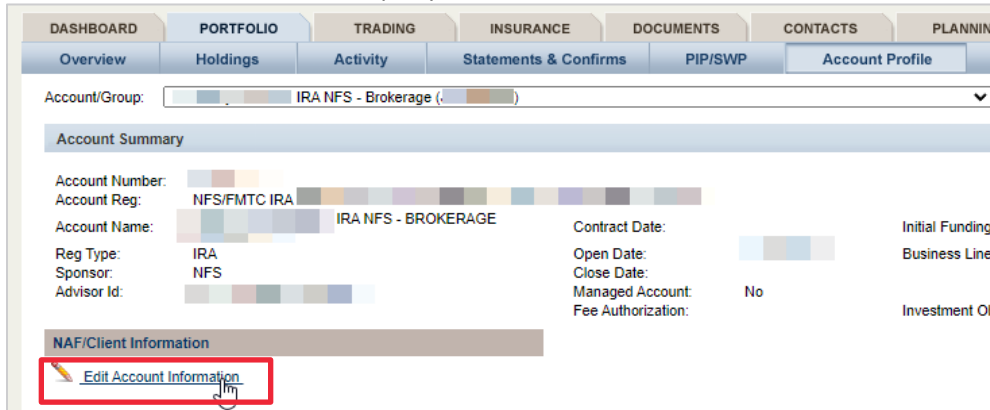 DASHBOARD PORTFOLIO TRADING INSURANCE DOCUMENTS CONTACTS PLANNIN
Overview Holdings Activity Statements & Confirms PIP/SWP Account Profile
Account/Group: IRA NFS - Brokerage ( )
Account Summary
Account Number:
Account Reg: NFS/FMTC IRA
Account Name: IRA NFS - BROKERAGE Contract Date: Initial Funding
Reg Type: IRA Open Date: Business Line
Sponsor: NFS Close Date:
Advisor Id: Managed Account: No
Fee Authorization: Investment Ol
NAF/Client Information
Edit Account Information